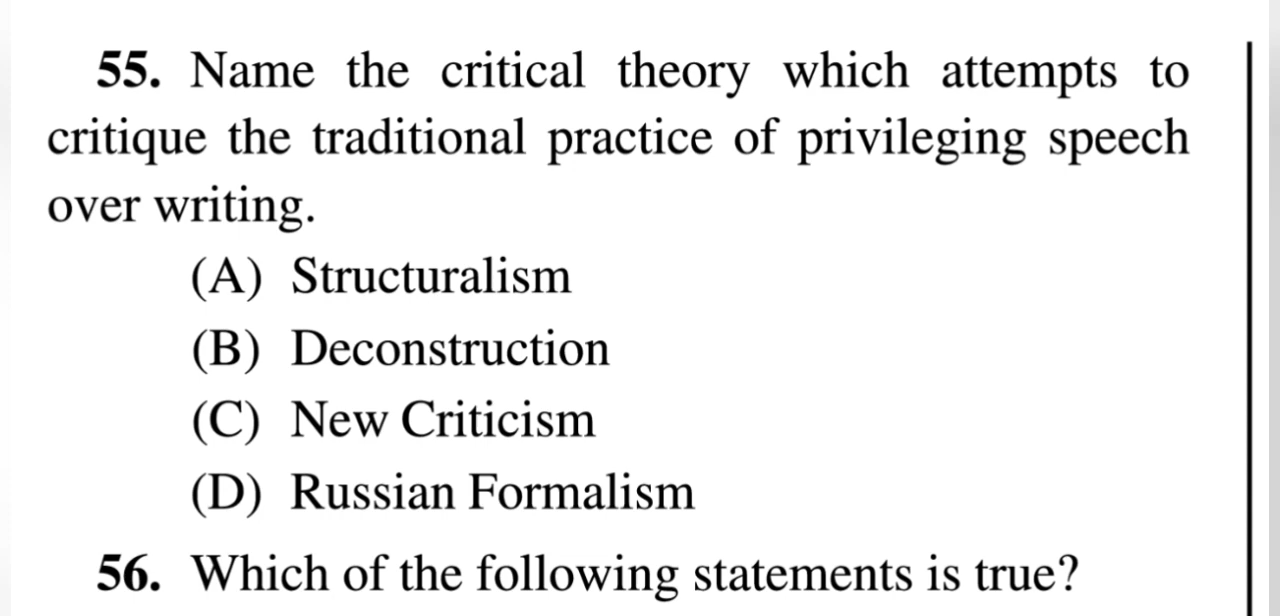 55. Name the critical theory which attempts to
critique the traditional practice of privileging speech
over writing.
(A) Structuralism
(B) Deconstruction
(C) New Criticism
(D) Russian Formalism
56. Which of the following statements is true?